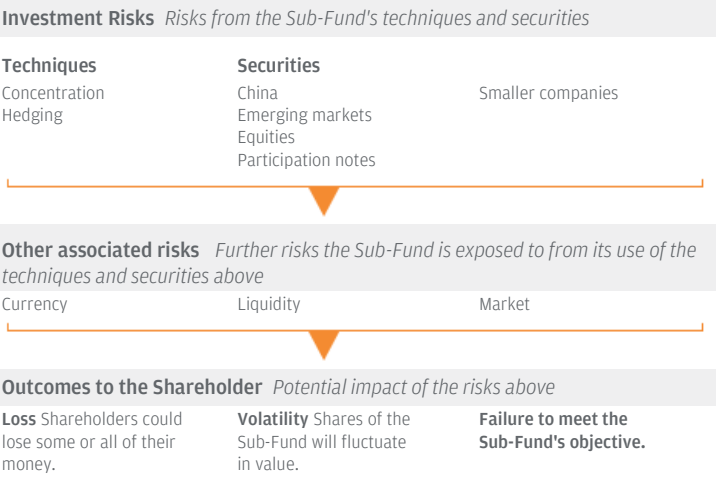 Investment Risks Risks from the Sub-Fund's techniques and securities
Techniques
Concentration
Hedging
Securities
China
Emerging markets
Equities
Participation notes
Smaller companies
Other associated risks Further risks the Sub-Fund is exposed to from its use of the
techniques and securities above
Currency
Liquidity
Market
Outcomes to the Shareholder Potential impact of the risks above
Loss Shareholders could
lose some or all of their
money.
Volatility Shares of the
Sub-Fund will fluctuate
in value.
Failure to meet the
Sub-Fund's objective.